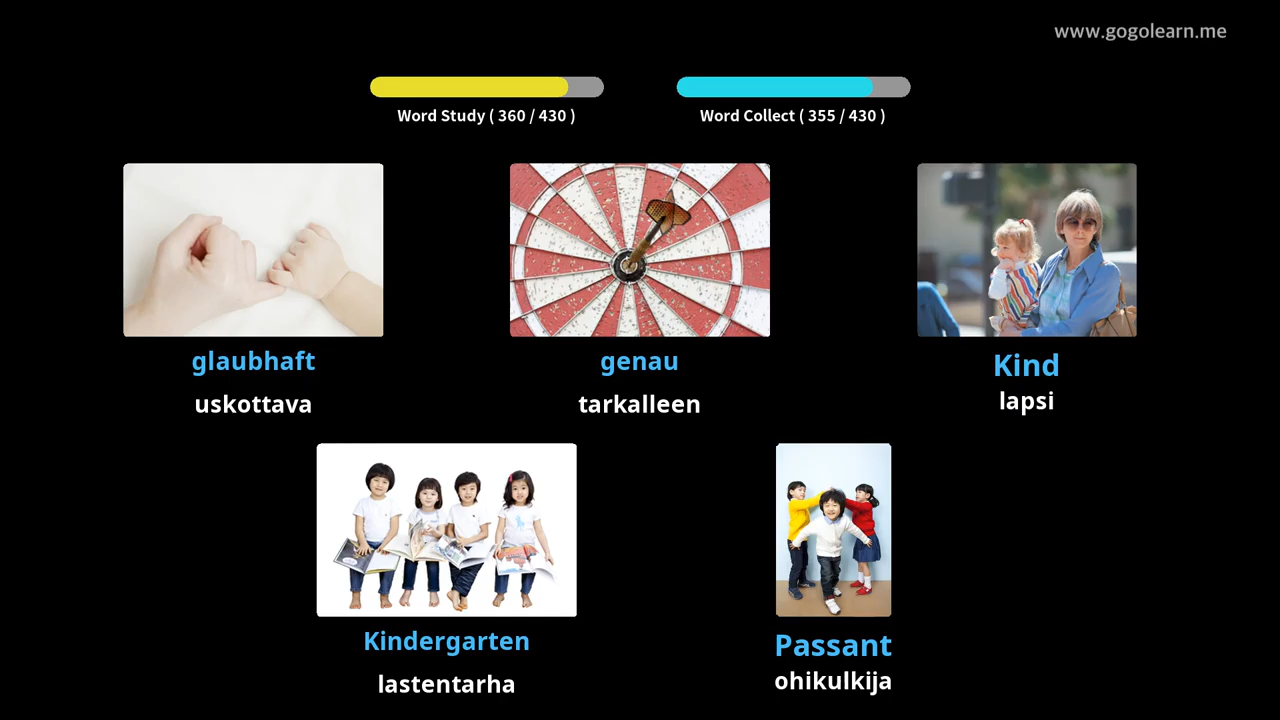 www.gogolearn.me
Word Study ( 360 / 430 )
Word Collect ( 355 / 430 )
glaubhaft
uskottava
genau
tarkalleen
Kind
lapsi
Kindergarten
lastentarha
Passant
ohikulkija